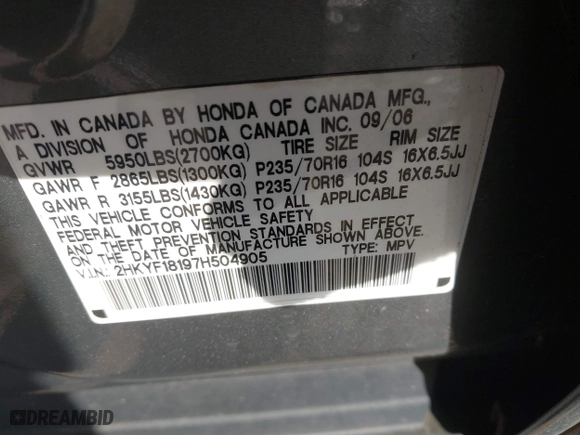 MFD. IN CANADA BY HONDA OF CANADA MFG.,
A DIVISION OF HONDA CANADA INC. 09/06
GVWR 5950LBS(2700KG) TIRE SIZE RIM SIZE
GAWR F 2865LBS(1300KG) P235/70R16 104S 16X6.5JJ
GAWR R 3155LBS(1430KG) P235/70R16 104S 16X6.5JJ
THIS VEHICLE CONFORMS TO ALL APPLICABLE
FEDERAL MOTOR VEHICLE SAFETY
AND THEFT PREVENTION STANDARDS IN EFFECT
ON THE DATE OF MANUFACTURE SHOWN ABOVE.
V.I.N.: 2HKYF18197H504905 TYPE: MPV
DREAMBID